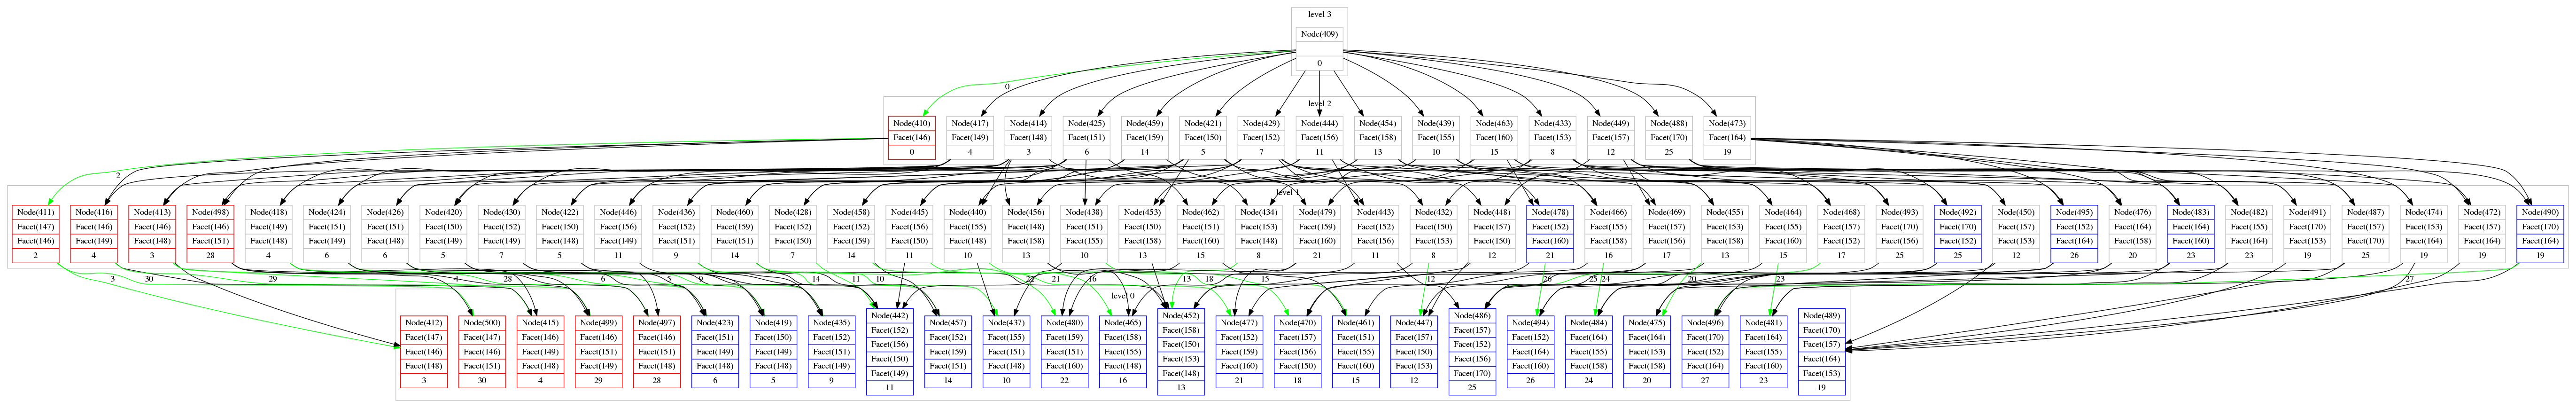 level 3
Node(409)
0
0
level 2
Node(410)
Facet(146)
0
Node(417)
Facet(149)
4
Node(414)
Facet(148)
3
Node(425)
Facet(151)
6
Node(459)
Facet(159)
14
Node(421)
Facet(150)
5
Node(429)
Facet(152)
7
Node(444)
Facet(156)
11
Node(454)
Facet(158)
13
Node(439)
Facet(155)
10
Node(463)
Facet(160)
15
Node(433)
Facet(153)
8
Node(449)
Facet(157)
12
Node(488)
Facet(170)
25
Node(473)
Facet(164)
19
2
level 1
Node(411)
Facet(147)
Facet(146)
2
Node(416)
Facet(146)
Facet(149)
4
Node(413)
Facet(146)
Facet(148)
3
Node(498)
Facet(146)
Facet(151)
28
Node(418)
Facet(149)
Facet(148)
4
Node(424)
Facet(151)
Facet(149)
6
Node(426)
Facet(151)
Facet(148)
6
Node(420)
Facet(150)
Facet(149)
5
Node(430)
Facet(152)
Facet(149)
7
Node(422)
Facet(150)
Facet(148)
5
Node(446)
Facet(156)
Facet(149)
11
Node(436)
Facet(152)
Facet(151)
9
Node(460)
Facet(159)
Facet(151)
14
Node(428)
Facet(152)
Facet(150)
7
Node(458)
Facet(152)
Facet(159)
14
Node(445)
Facet(156)
Facet(150)
11
Node(440)
Facet(155)
Facet(148)
10
Node(456)
Facet(148)
Facet(158)
13
Node(438)
Facet(151)
Facet(155)
10
Node(453)
Facet(150)
Facet(158)
13
Node(462)
Facet(151)
Facet(160)
15
Node(434)
Facet(153)
Facet(148)
8
Node(479)
Facet(159)
Facet(160)
21
Node(443)
Facet(152)
Facet(156)
11
Node(432)
Facet(150)
Facet(153)
8
Node(448)
Facet(157)
Facet(150)
12
Node(478)
Facet(152)
Facet(160)
21
Node(466)
Facet(155)
Facet(158)
16
Node(469)
Facet(157)
Facet(156)
17
Node(455)
Facet(153)
Facet(158)
13
Node(464)
Facet(155)
Facet(160)
15
Node(468)
Facet(157)
Facet(152)
17
Node(493)
Facet(170)
Facet(156)
25
Node(492)
Facet(170)
Facet(152)
25
Node(450)
Facet(157)
Facet(153)
12
Node(495)
Facet(152)
Facet(164)
26
Node(476)
Facet(164)
Facet(158)
20
Node(483)
Facet(164)
Facet(160)
23
Node(482)
Facet(155)
Facet(164)
23
Node(491)
Facet(170)
Facet(153)
19
Node(487)
Facet(157)
Facet(170)
25
Node(474)
Facet(153)
Facet(164)
19
Node(472)
Facet(157)
Facet(164)
19
Node(490)
Facet(170)
Facet(164)
19
3
30
29
4
28
6
5
9
14
11
10
22
21
16
13
18
15
12
26
25
24
20
23
27
level 0
Node(412)
Facet(147)
Facet(146)
Facet(148)
3
Node(500)
Facet(147)
Facet(146)
Facet(151)
30
Node(415)
Facet(146)
Facet(149)
Facet(148)
4
Node(499)
Facet(146)
Facet(151)
Facet(149)
29
Node(497)
Facet(146)
Facet(151)
Facet(148)
28
Node(423)
Facet(151)
Facet(149)
Facet(148)
6
Node(419)
Facet(150)
Facet(149)
Facet(148)
5
Node(435)
Facet(152)
Facet(151)
Facet(149)
9
Node(442)
Facet(152)
Facet(156)
Facet(150)
Facet(149)
11
Node(457)
Facet(152)
Facet(159)
Facet(151)
14
Node(437)
Facet(155)
Facet(151)
Facet(148)
10
Node(480)
Facet(159)
Facet(151)
Facet(160)
22
Node(465)
Facet(158)
Facet(155)
Facet(148)
16
Node(452)
Facet(158)
Facet(150)
Facet(153)
Facet(148)
13
Node(477)
Facet(152)
Facet(159)
Facet(160)
21
Node(470)
Facet(157)
Facet(156)
Facet(150)
18
Node(461)
Facet(151)
Facet(155)
Facet(160)
15
Node(447)
Facet(157)
Facet(150)
Facet(153)
12
Node(486)
Facet(157)
Facet(152)
Facet(156)
Facet(170)
25
Node(494)
Facet(152)
Facet(164)
Facet(160)
26
Node(484)
Facet(164)
Facet(155)
Facet(158)
24
Node(475)
Facet(164)
Facet(153)
Facet(158)
20
Node(496)
Facet(170)
Facet(152)
Facet(164)
27
Node(481)
Facet(164)
Facet(155)
Facet(160)
23
Node(489)
Facet(170)
Facet(157)
Facet(164)
Facet(153)
19